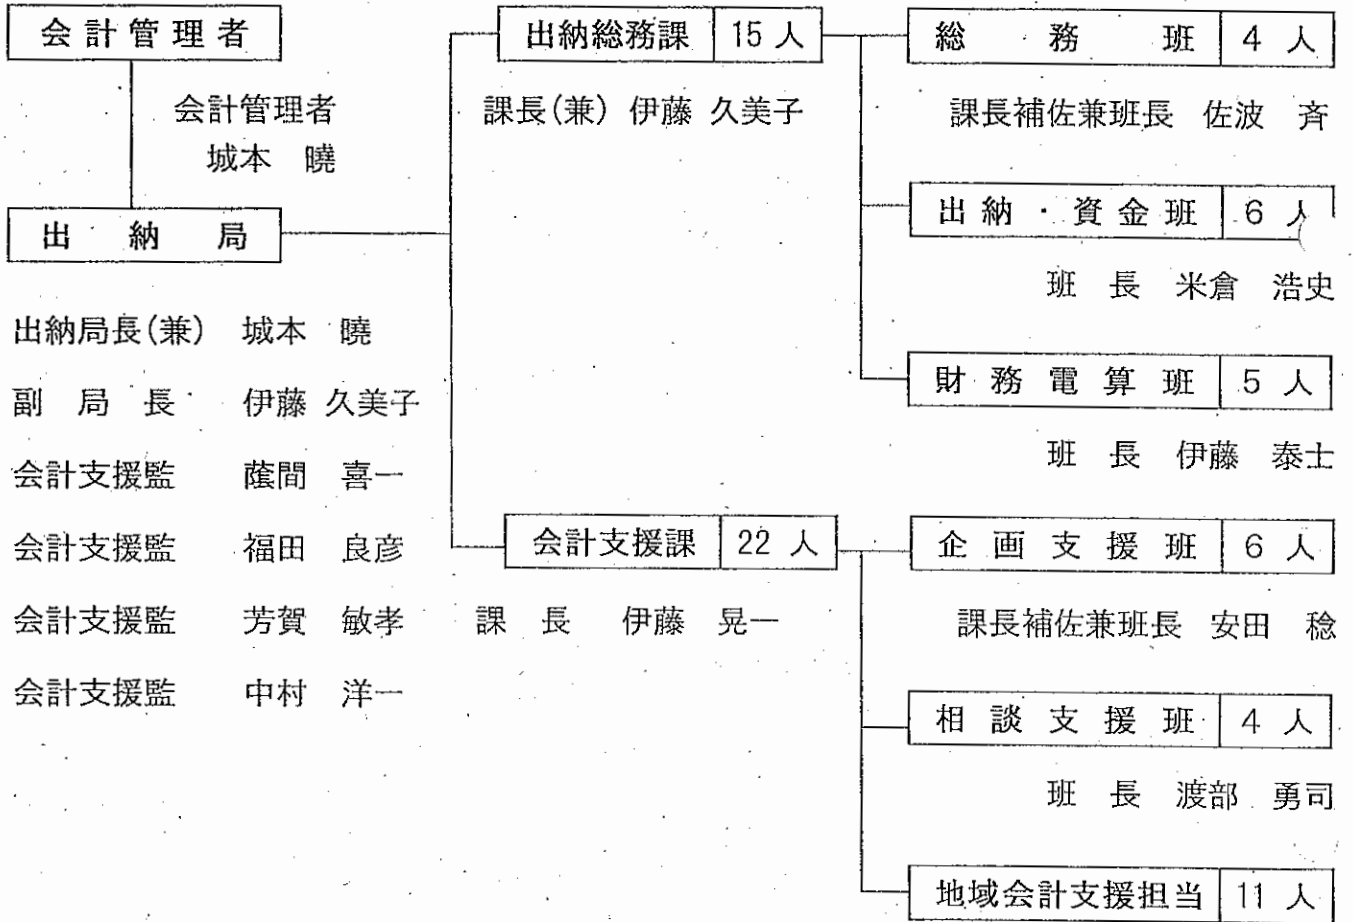 会計管理者
会計管理者
城本 曉
出納局
出納局長(兼) 城本 曉
副局長 伊藤 久美子
会計支援監 蔭間 喜一
会計支援監 福田 良彦
会計支援監 芳賀 敏孝
会計支援監 中村 洋一
出納総務課 15人
課長(兼) 伊藤 久美子
総務班 4人
課長補佐兼班長 佐波 斉
出納・資金班 6人
班長 米倉 浩史
財務電算班 5人
班長 伊藤 泰士
会計支援課 22人
課長 伊藤 晃一
企画支援班 6人
課長補佐兼班長 安田 稔
相談支援班 4人
班長 渡部 勇司
地域会計支援担当 11人